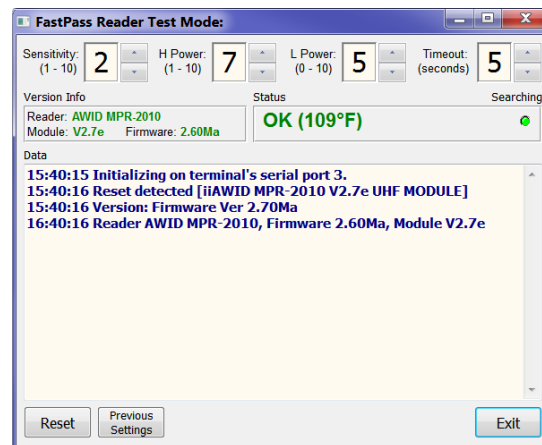 FastPass Reader Test Mode:
Sensitivity: (1 - 10) 2
H Power: (1 - 10) 7
L Power: (0 - 10) 5
Timeout: (seconds) 5
Version Info
Status
Searching
Reader: AWID MPR-2010
Module: V2.7e Firmware: 2.60Ma
OK (109°F)
Data
15:40:15 Initializing on terminal's serial port 3.
15:40:16 Reset detected [iiAWID MPR-2010 V2.7e UHF MODULE]
15:40:16 Version: Firmware Ver 2.70Ma
16:40:16 Reader AWID MPR-2010, Firmware 2.60Ma, Module V2.7e
Reset
Previous
Settings
Exit